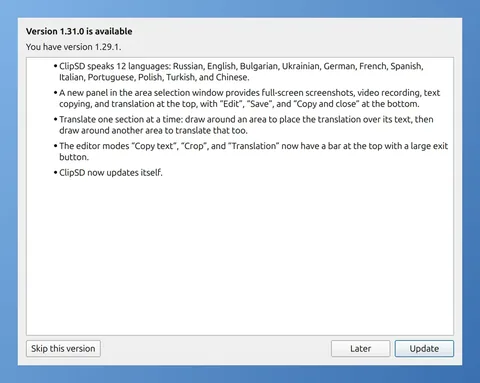 Version 1.31.0 is available
You have version 1.29.1.
• ClipSD speaks 12 languages: Russian, English, Bulgarian, Ukrainian, German, French, Spanish,
Italian, Portuguese, Polish, Turkish, and Chinese.
• A new panel in the area selection window provides full-screen screenshots, video recording, text
copying, and translation at the top, with “Edit”, “Save”, and “Copy and close” at the bottom.
• Translate one section at a time: draw around an area to place the translation over its text, then
draw around another area to translate that too.
• The editor modes “Copy text”, “Crop”, and “Translation” now have a bar at the top with a large exit
button.
• ClipSD now updates itself.
Skip this version
Later
Update